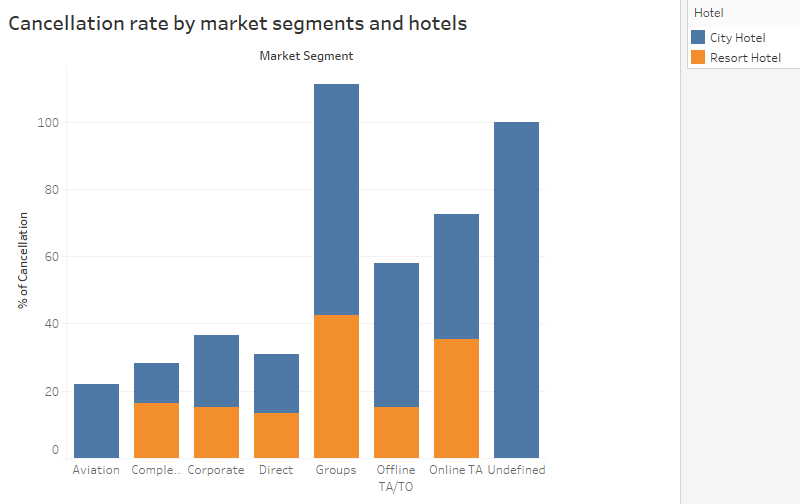 Cancellation rate by market segments and hotels
Hotel
City Hotel
Resort Hotel
Market Segment
% of Cancellation
100
80
60
40
20
0
Aviation
Comple..
Corporate
Direct
Groups
Offline
TA/TO
Online TA
Undefined